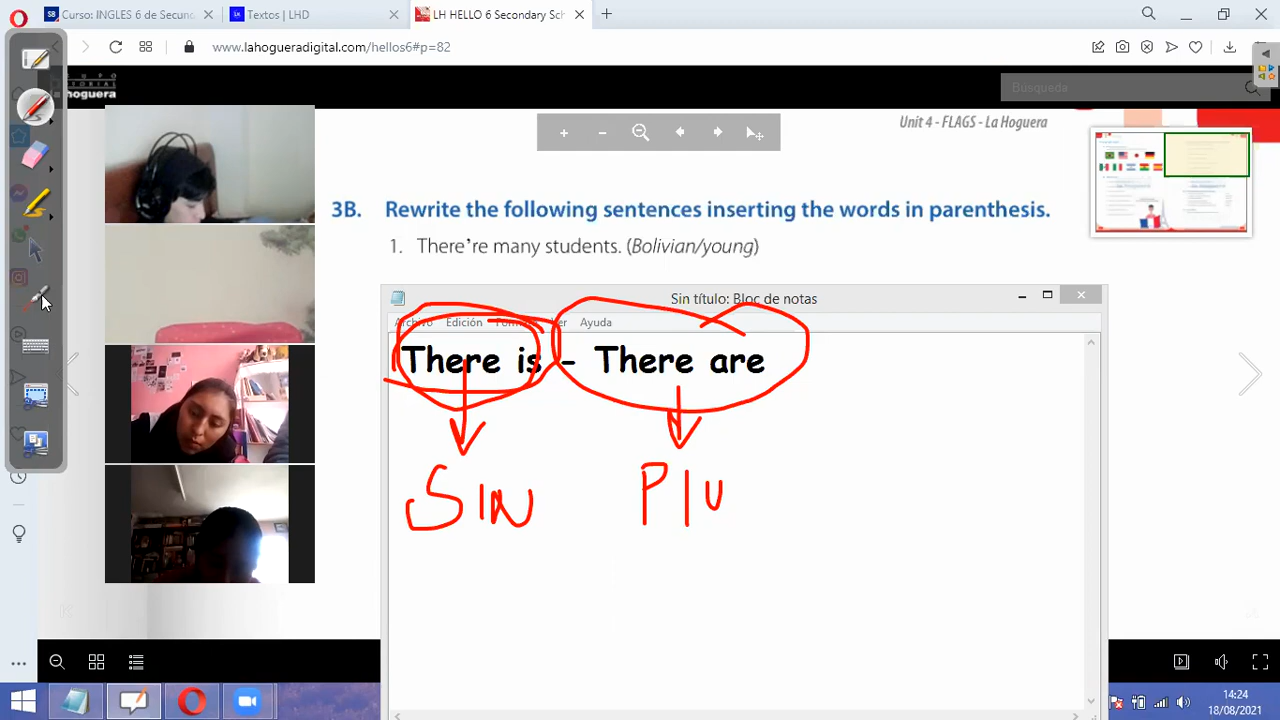 Curso: INGLES 6 de Secund
Textos | LHD
LH HELLO 6 Secondary Sch
www.lahogueradigital.com/hellos6#p=82
hoguera
Búsqueda
Unit 4 - FLAGS - La Hoguera
3B. Rewrite the following sentences inserting the words in parenthesis.
1. There're many students. (Bolivian/young)
Sin título: Bloc de notas
Archivo Edición Ver Ayuda
There is - There are
Sin Plu
14:24
18/08/2021